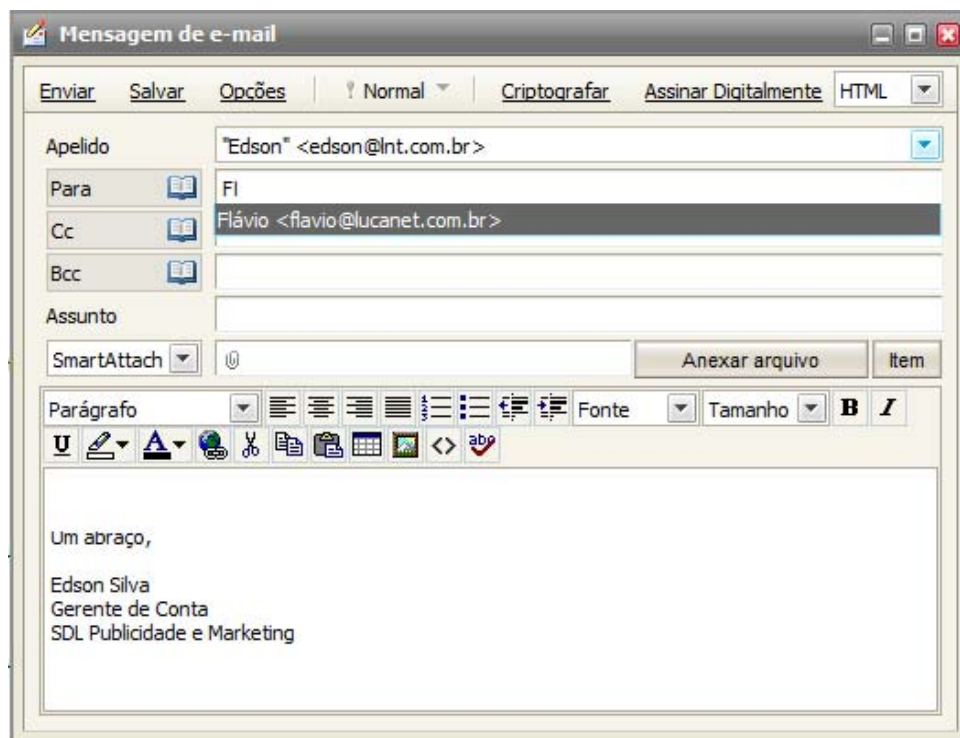 Mensagem de e-mail
Enviar Salvar Opções Normal Criptografar Assinar Digitalmente HTML
Apelido "Edson" <edson@lnt.com.br>
Para Fl
Cc Flávio <flavio@lucanet.com.br>
Bcc
Assunto
SmartAttach Anexar arquivo Item
Parágrafo Fonte Tamanho B I
U A abc
Um abraço,
Edson Silva
Gerente de Conta
SDL Publicidade e Marketing